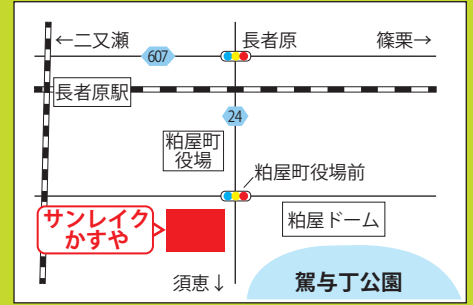 ←二又瀬
長者原
篠栗→
607
長者原駅
24
粕屋町
役場
粕屋町役場前
サンレイク
かすや
粕屋ドーム
須恵↓
駕与丁公園